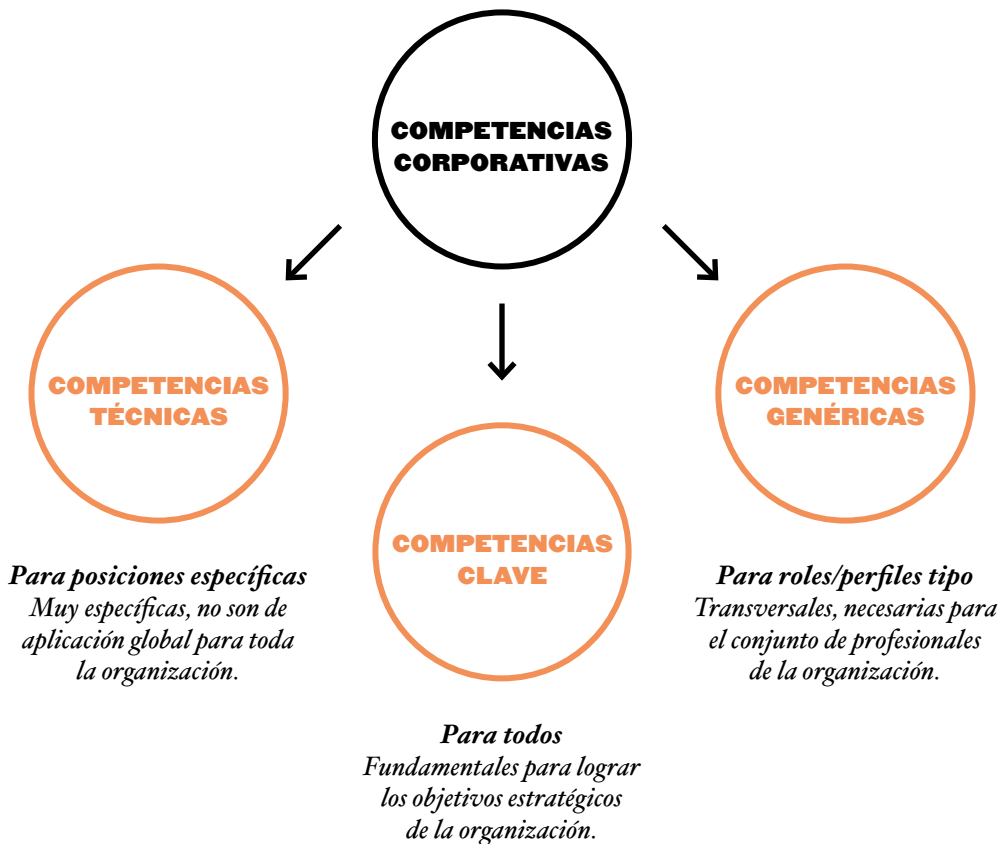 COMPETENCIAS
CORPORATIVAS
COMPETENCIAS
TÉCNICAS
Para posiciones específicas
Muy específicas, no son de
aplicación global para toda
la organización.
COMPETENCIAS
CLAVE
Para todos
Fundamentales para lograr
los objetivos estratégicos
de la organización.
COMPETENCIAS
GENÉRICAS
Para roles/perfiles tipo
Transversales, necesarias para
el conjunto de profesionales
de la organización.